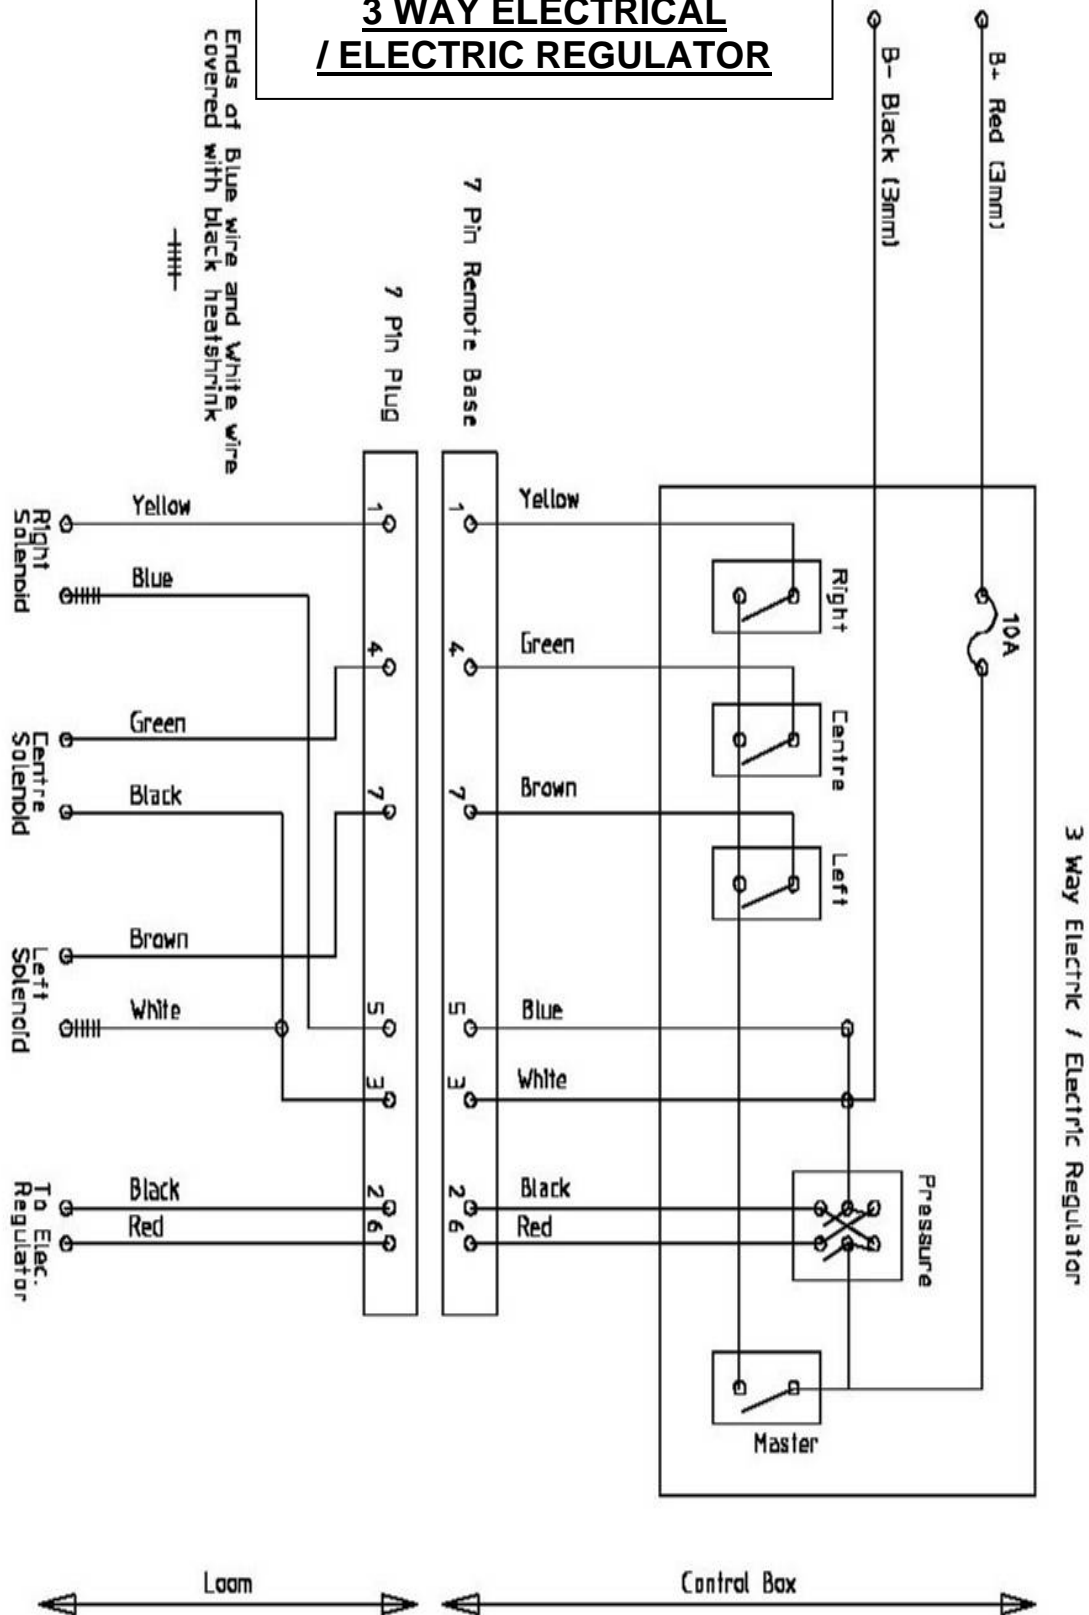 3 WAY ELECTRICAL
/ ELECTRIC REGULATOR
B+ Red (3mm)
B- Black (3mm)
Ends of Blue wire and White wire
covered with black heatshrink
7 Pin Remote Base
7 Pin Plug
3 Way Electric / Electric Regulator
10A
Right
Centre
Left
Pressure
Master
Yellow
Green
Brown
Blue
White
Black
Red
1
4
7
5
3
2
6
1
4
7
5
3
2
6
Yellow
Blue
Green
Black
Brown
White
Black
Red
Right
Solenoid
Centre
Solenoid
Left
Solenoid
To Elec.
Regulator
Loom
Control Box